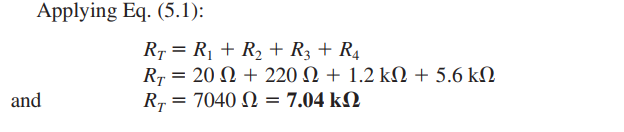 Applying Eq. (5.1):
R_T = R_1 + R_2 + R_3 + R_4
R_T = 20 Ω + 220 Ω + 1.2 kΩ + 5.6 kΩ
and R_T = 7040 Ω = 7.04 kΩ